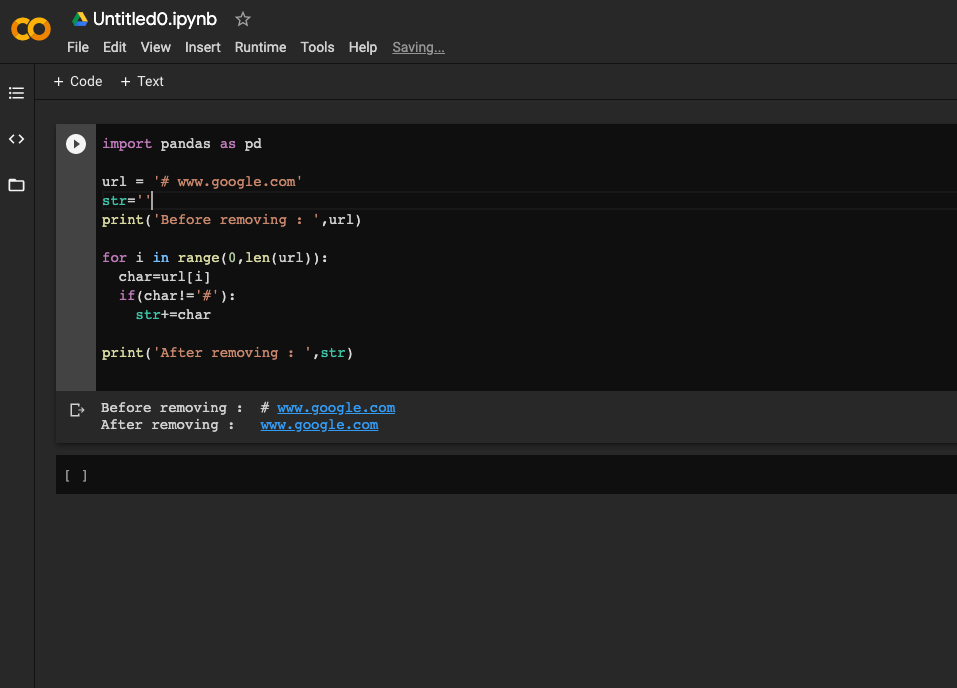 Untitled0.ipynb
File Edit View Insert Runtime Tools Help Saving...
+ Code + Text
import pandas as pd
url = '# www.google.com'
str=''
print('Before removing : ',url)
for i in range(0,len(url)):
  char=url[i]
  if(char!='#'):
    str+=char
print('After removing : ',str)
Before removing :  # www.google.com
After removing :   www.google.com
[ ]